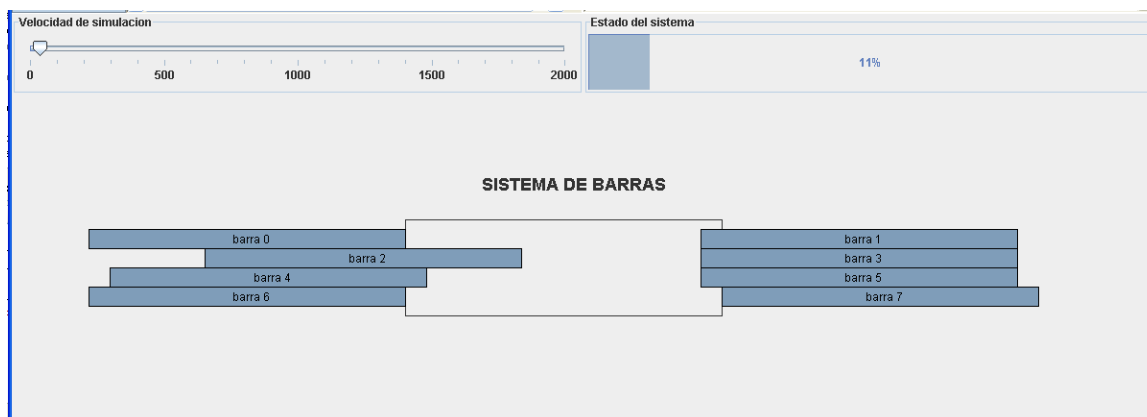 Velocidad de simulacion
0 500 1000 1500 2000
Estado del sistema
11%
SISTEMA DE BARRAS
barra 0
barra 1
barra 2
barra 3
barra 4
barra 5
barra 6
barra 7